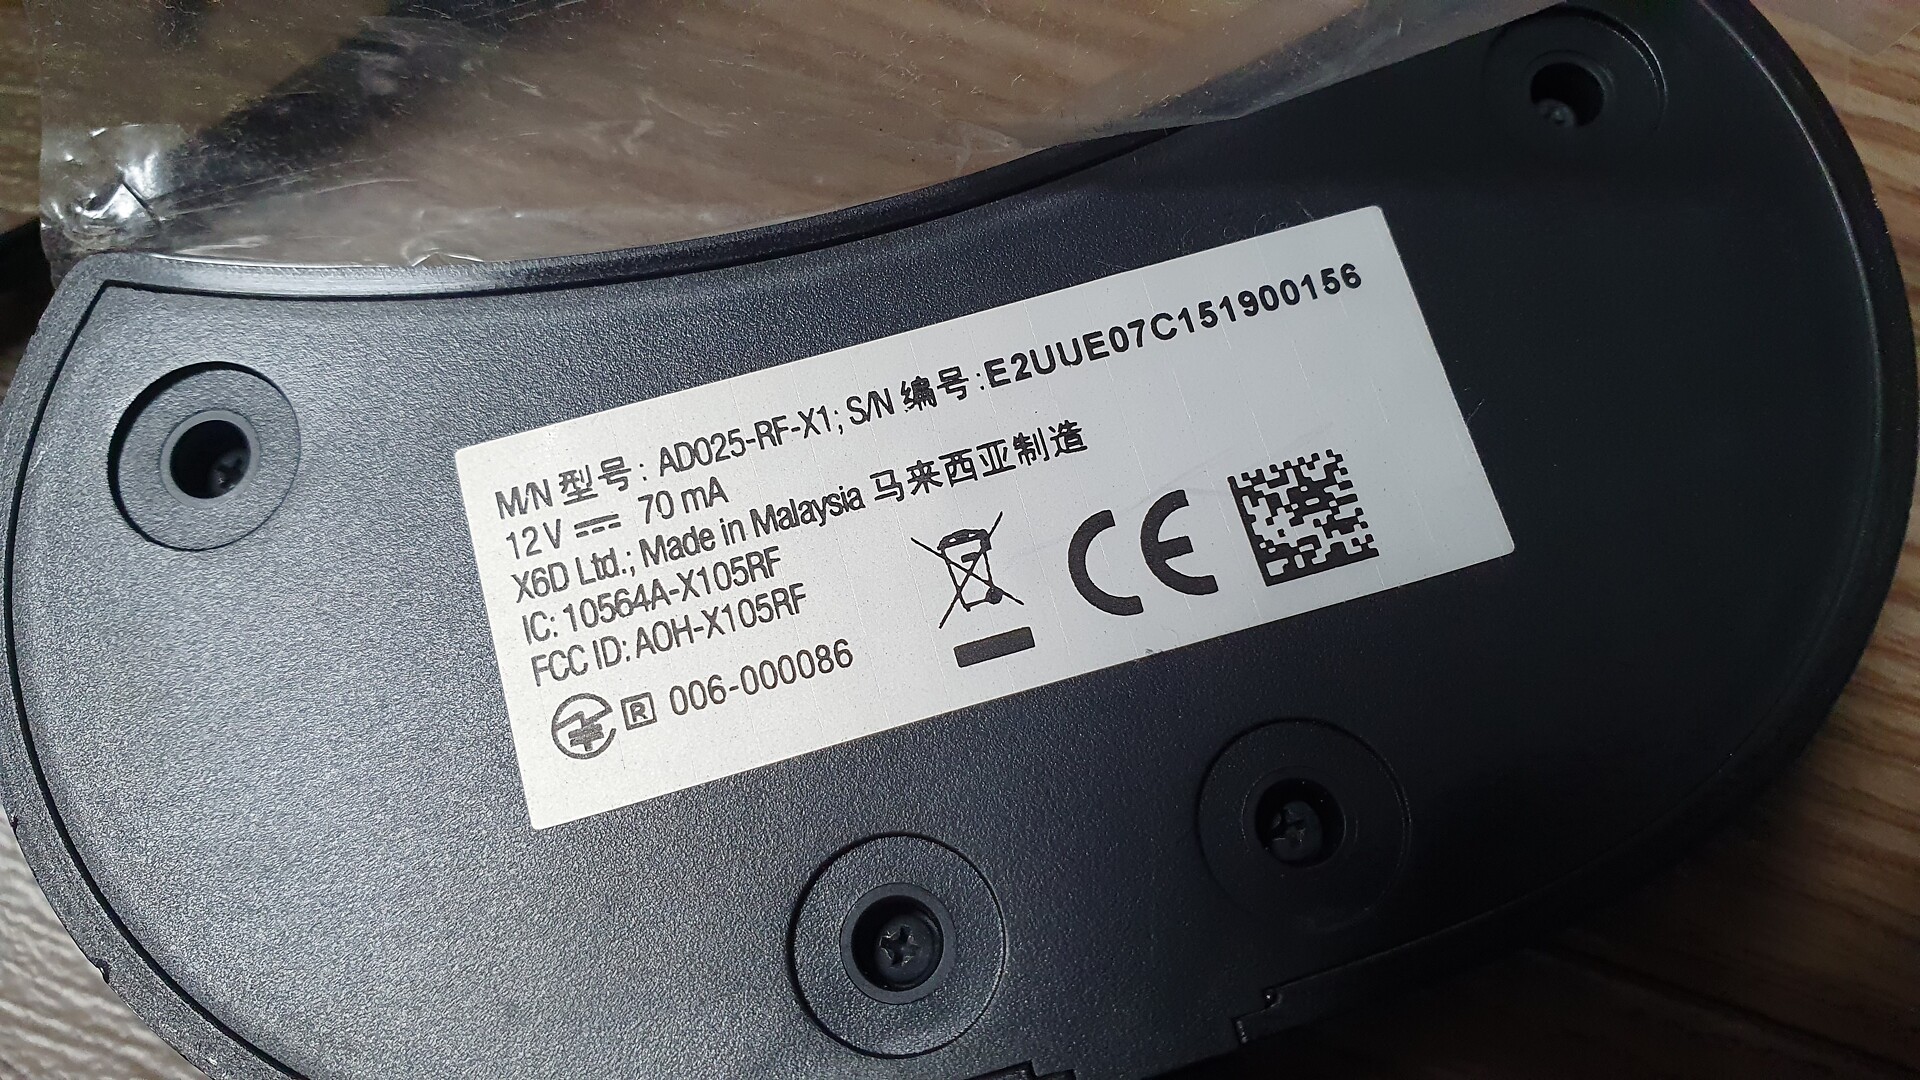 M/N 型号: AD025-RF-X1; S/N 编号:E2UUE07C151900156
12V 70 mA
X6D Ltd.; Made in Malaysia 马来西亚制造
IC: 10564A-X105RF
FCC ID: AOH-X105RF
R 006-000086
CE